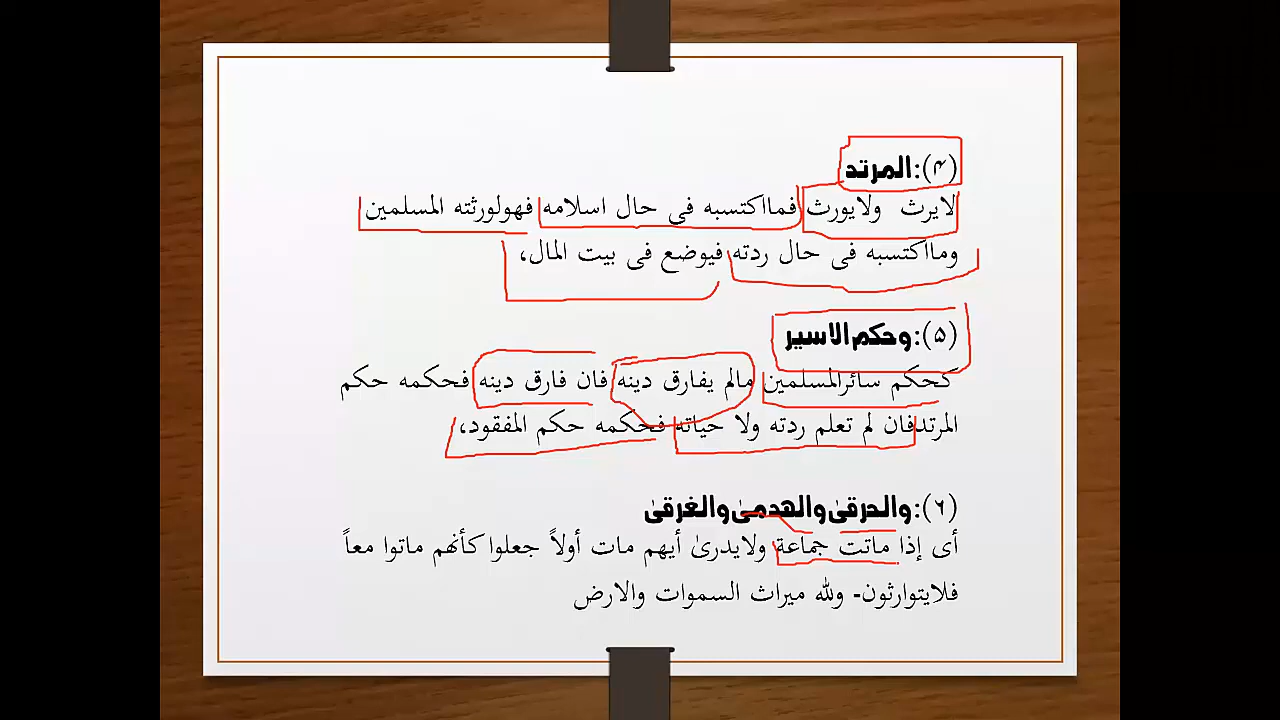 (۴):المرتد
لايرث ولايورث فمااكتسبه فى حال اسلامه فهولورثته المسلمين
ومااكتسبه فى حال ردته فيوضع فى بيت المال،
(۵):وحكم الاسير
كحكم سائرالمسلمين مالم يفارق دينه فان فارق دينه فحكمه حكم
المرتدفان لم تعلم ردته ولا حياته فحكمه حكم المفقود،
(۶):والحرقىٰ والهدمىٰ والغرقىٰ
أى إذا ماتت جماعة ولايدرىٰ أيهم مات أولاً جعلوا كأنهم ماتوا معاً
فلايتوارثون- ولله ميراث السموات والارض